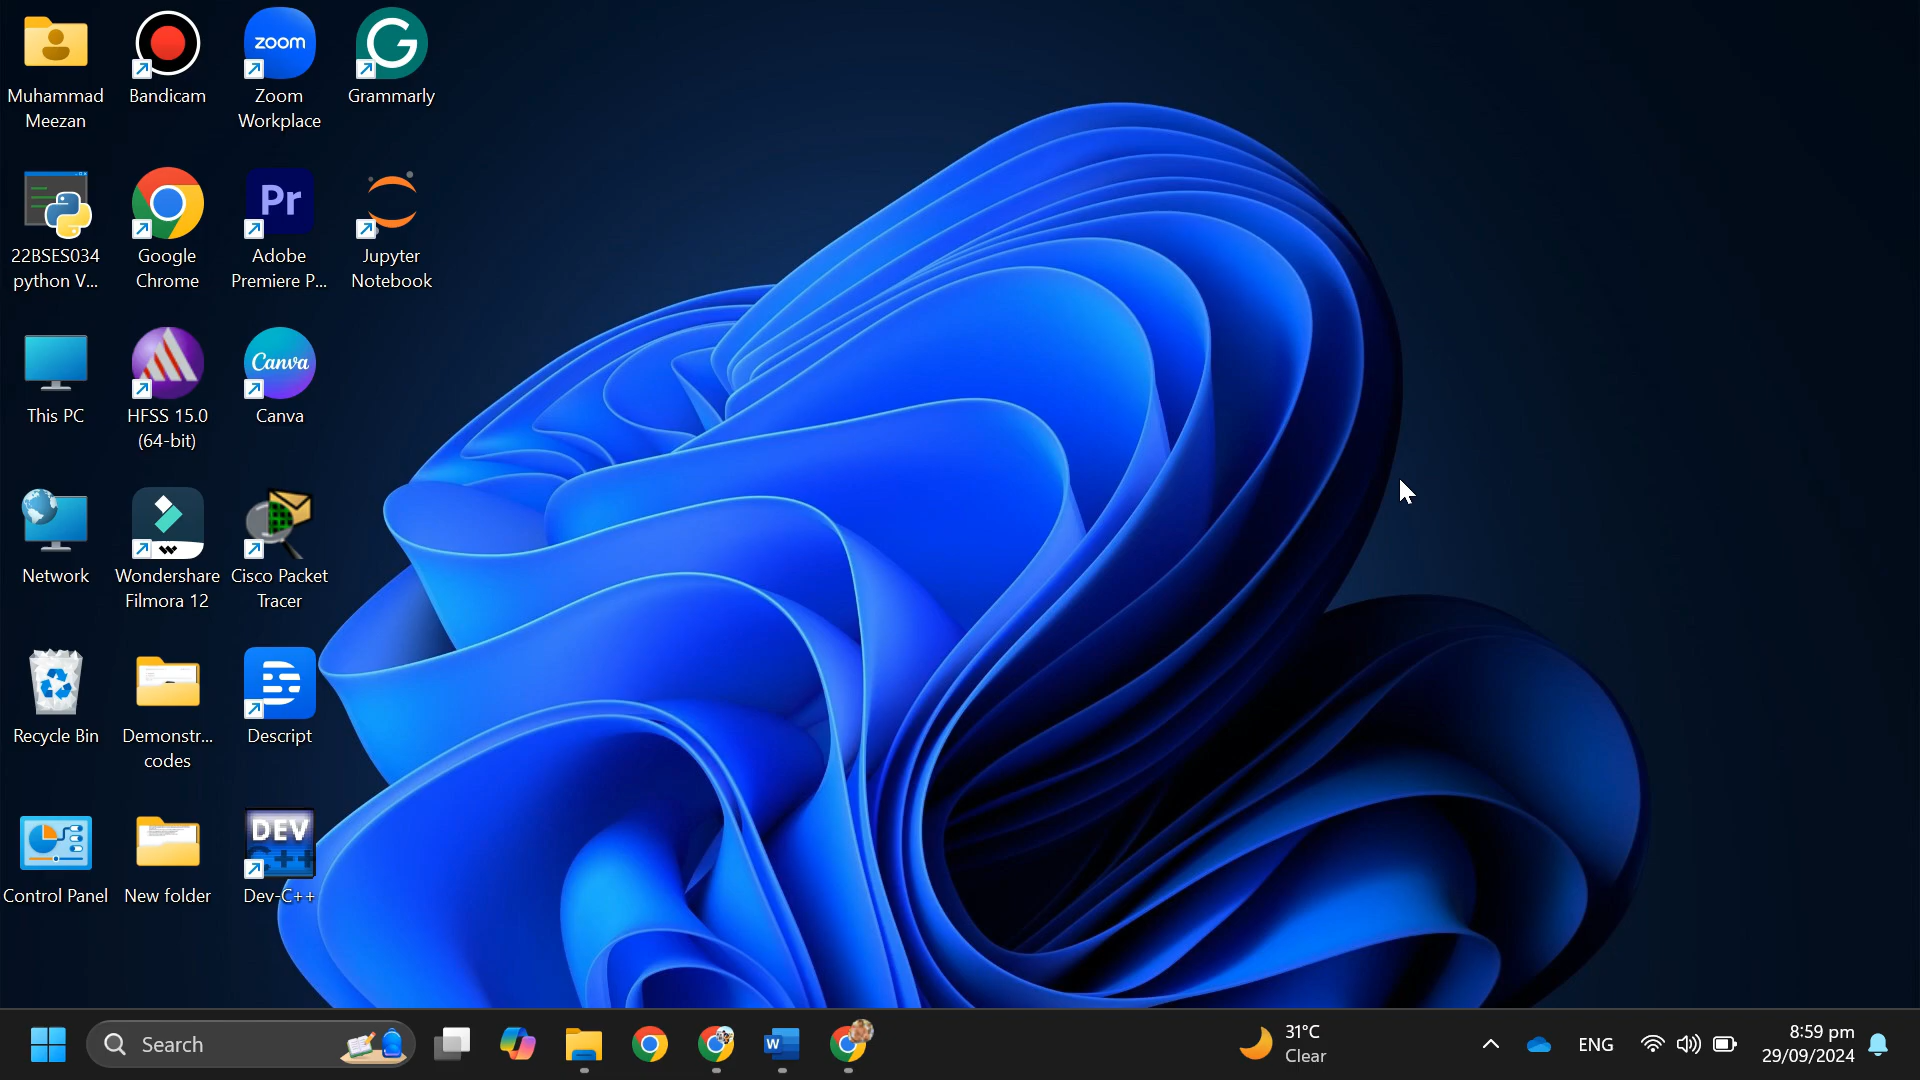 Muhammad
Meezan
Bandicam
zoom
Zoom
Workplace
Grammarly
22BSES034
python V...
Google
Chrome
Pr
Adobe
Premiere P...
Jupyter
Notebook
This PC
HFSS 15.0
(64-bit)
Canva
Canva
Network
Wondershare
Filmora 12
Cisco Packet
Tracer
Recycle Bin
Demonstr...
codes
Descript
Control Panel
New folder
DEV
C++
Dev-C++
Search
W
31°C
Clear
ENG
8:59 pm
29/09/2024